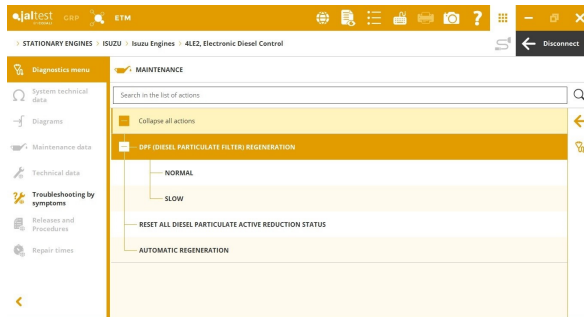 jaltest CRP ETM
STATIONARY ENGINES > ISUZU > Isuzu Engines > 4LE2, Electronic Diesel Control
Disconnect
Diagnostics menu
MAINTENANCE
System technical
data
Search in the list of actions
Collapse all actions
Diagrams
DPF (DIESEL PARTICULATE FILTER) REGENERATION
Maintenance data
NORMAL
Technical data
SLOW
Troubleshooting by
symptoms
RESET ALL DIESEL PARTICULATE ACTIVE REDUCTION STATUS
Releases and
Procedures
AUTOMATIC REGENERATION
Repair times